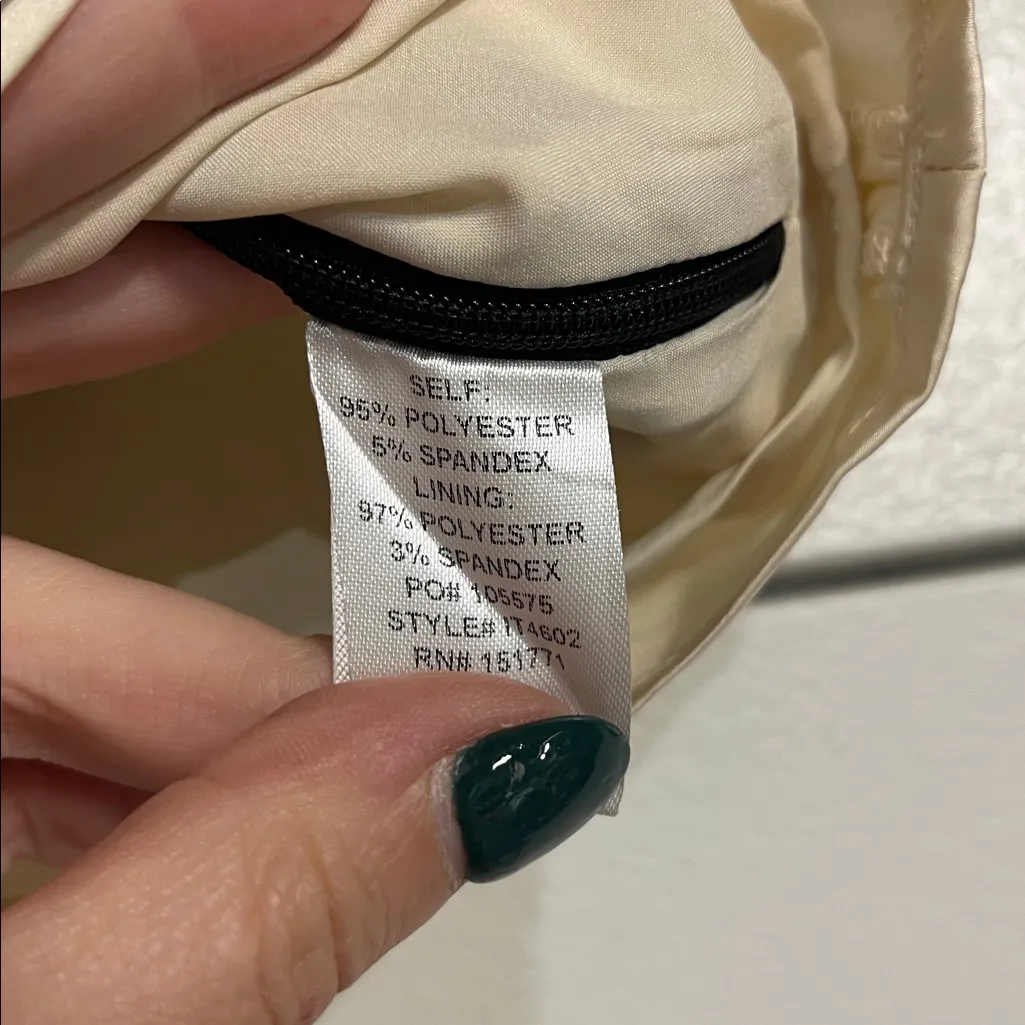 SELF:
95% POLYESTER
5% SPANDEX
LINING:
97% POLYESTER
3% SPANDEX
PO# 105575
STYLE# IT4602
RN# 151771